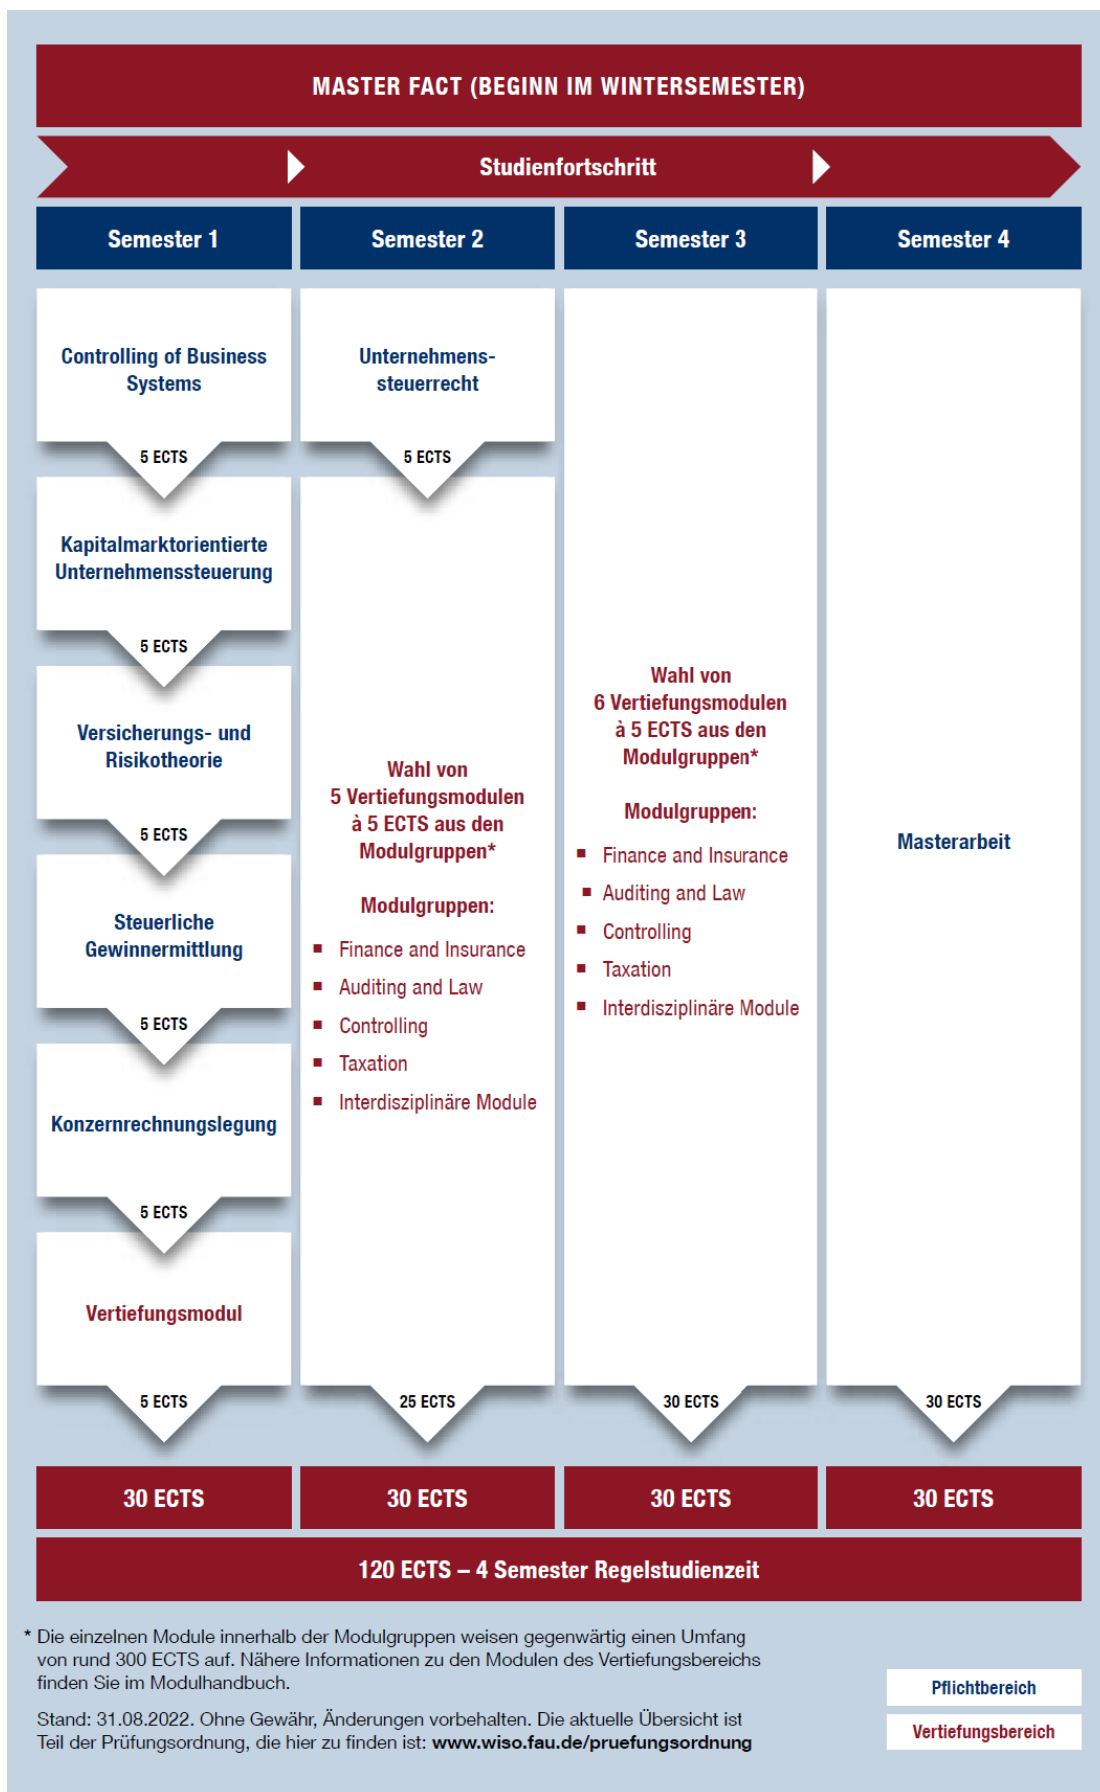 MASTER FACT (BEGINN IM WINTERSEMESTER)
Studienfortschritt
Semester 1
Semester 2
Semester 3
Semester 4
Controlling of Business
Systems
5 ECTS
Kapitalmarktorientierte
Unternehmenssteuerung
5 ECTS
Versicherungs- und
Risikotheorie
5 ECTS
Steuerliche
Gewinnermittlung
5 ECTS
Konzernrechnungslegung
5 ECTS
Vertiefungsmodul
5 ECTS
Unternehmens-
steuerrecht
5 ECTS
Wahl von
5 Vertiefungsmodulen
à 5 ECTS aus den
Modulgruppen*
Modulgruppen:
▪ Finance and Insurance
▪ Auditing and Law
▪ Controlling
▪ Taxation
▪ Interdisziplinäre Module
25 ECTS
Wahl von
6 Vertiefungsmodulen
à 5 ECTS aus den
Modulgruppen*
Modulgruppen:
▪ Finance and Insurance
▪ Auditing and Law
▪ Controlling
▪ Taxation
▪ Interdisziplinäre Module
30 ECTS
Masterarbeit
30 ECTS
30 ECTS
30 ECTS
30 ECTS
30 ECTS
120 ECTS – 4 Semester Regelstudienzeit
* Die einzelnen Module innerhalb der Modulgruppen weisen gegenwärtig einen Umfang
von rund 300 ECTS auf. Nähere Informationen zu den Modulen des Vertiefungsbereichs
finden Sie im Modulhandbuch.
Stand: 31.08.2022. Ohne Gewähr, Änderungen vorbehalten. Die aktuelle Übersicht ist
Teil der Prüfungsordnung, die hier zu finden ist: www.wiso.fau.de/pruefungsordnung
Pflichtbereich
Vertiefungsbereich